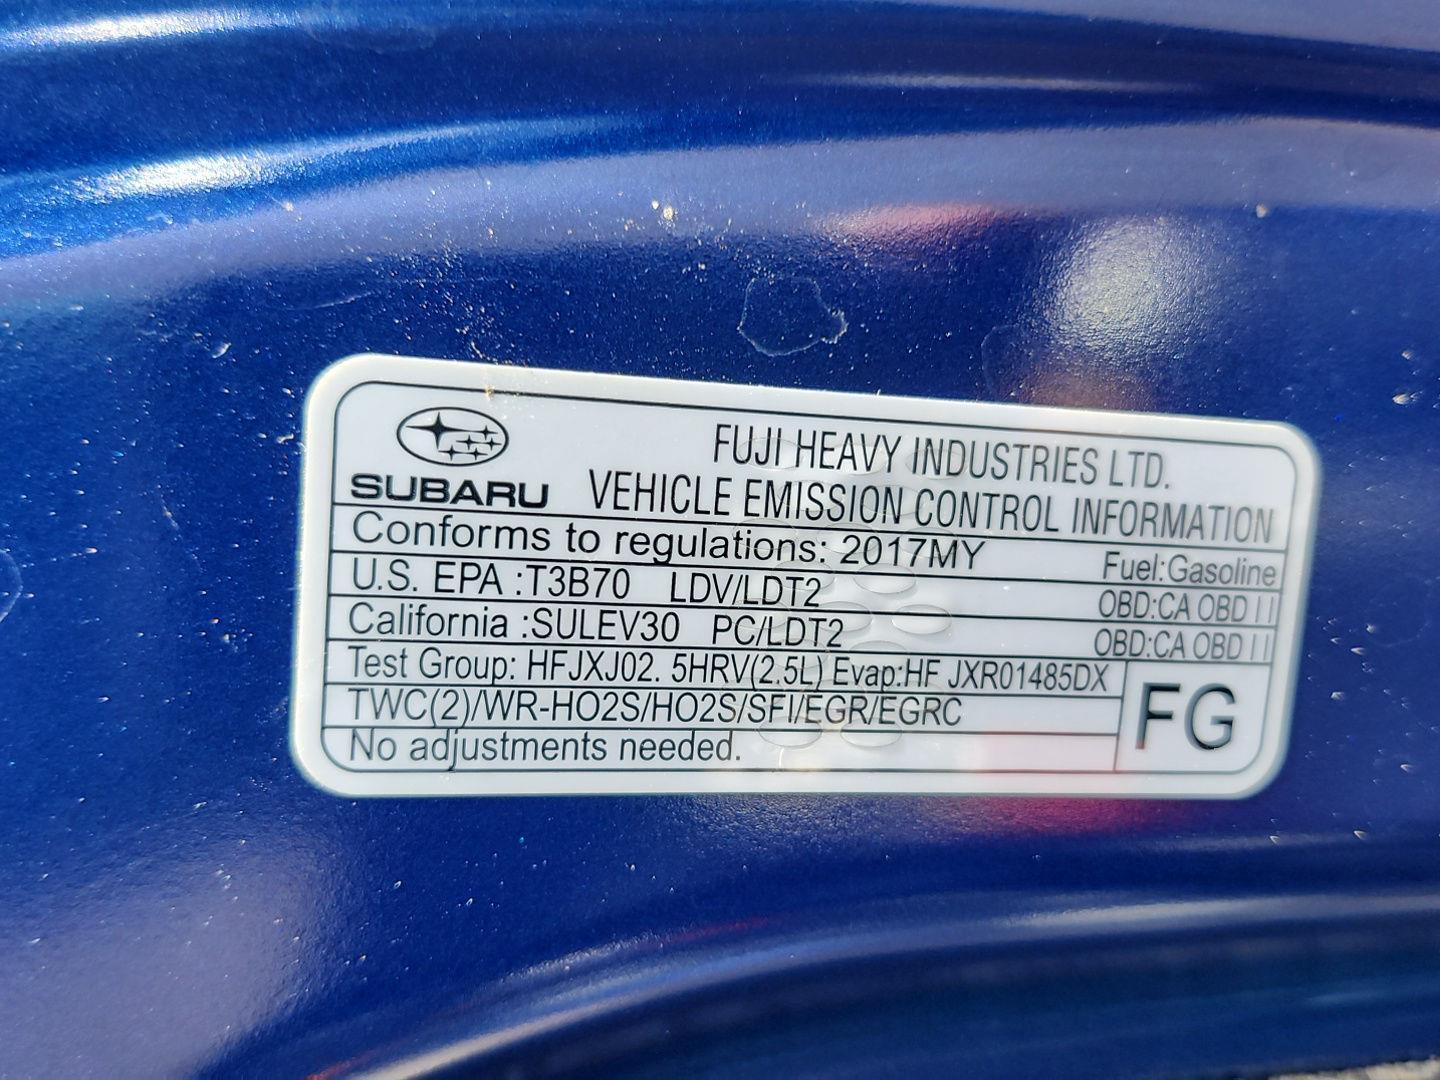 FUJI HEAVY INDUSTRIES LTD.
SUBARU VEHICLE EMISSION CONTROL INFORMATION
Conforms to regulations: 2017MY Fuel:Gasoline
U.S. EPA :T3B70 LDV/LDT2 OBD:CA OBD II
California :SULEV30 PC/LDT2 OBD:CA OBD II
Test Group: HFJXJ02. 5HRV(2.5L) Evap:HF JXR01485DX
TWC(2)/WR-HO2S/HO2S/SFI/EGR/EGRC
FG
No adjustments needed.